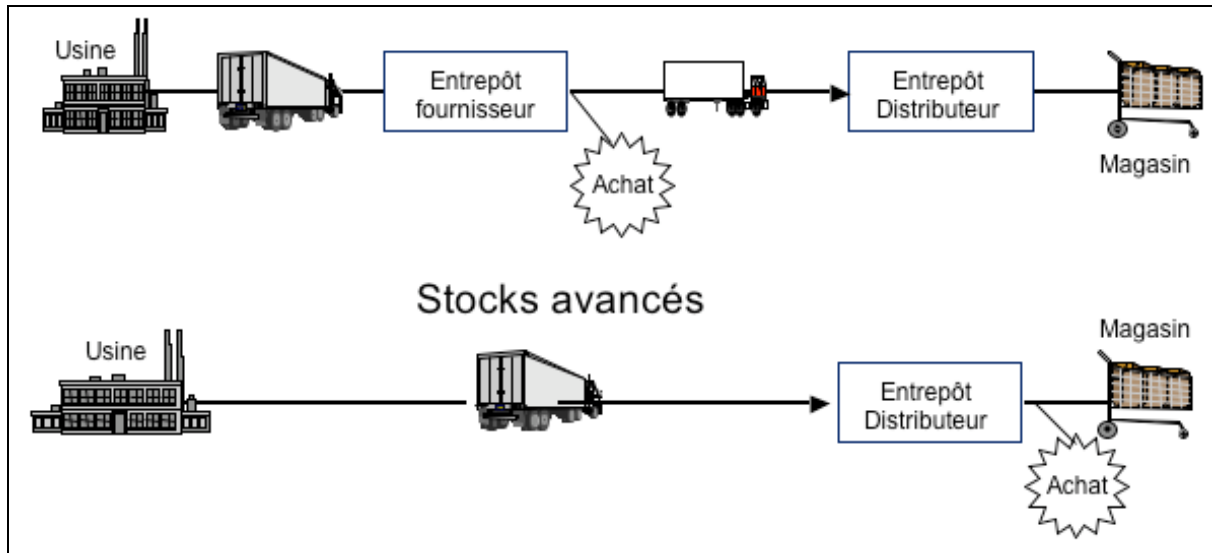 Usine
Entrepôt
fournisseur
Entrepôt
Distributeur
Achat
Magasin
Stocks avancés
Usine
Magasin
Entrepôt
Distributeur
Achat